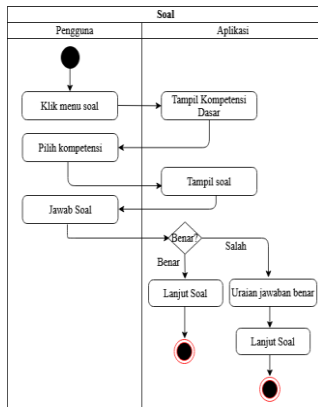 Soal
Pengguna
Aplikasi
Klik menu soal
Tampil Kompetensi
Dasar
Pilih kompetensi
Tampil soal
Jawab Soal
Benar?
Salah
Benar
Lanjut Soal
Uraian jawaban benar
Lanjut Soal